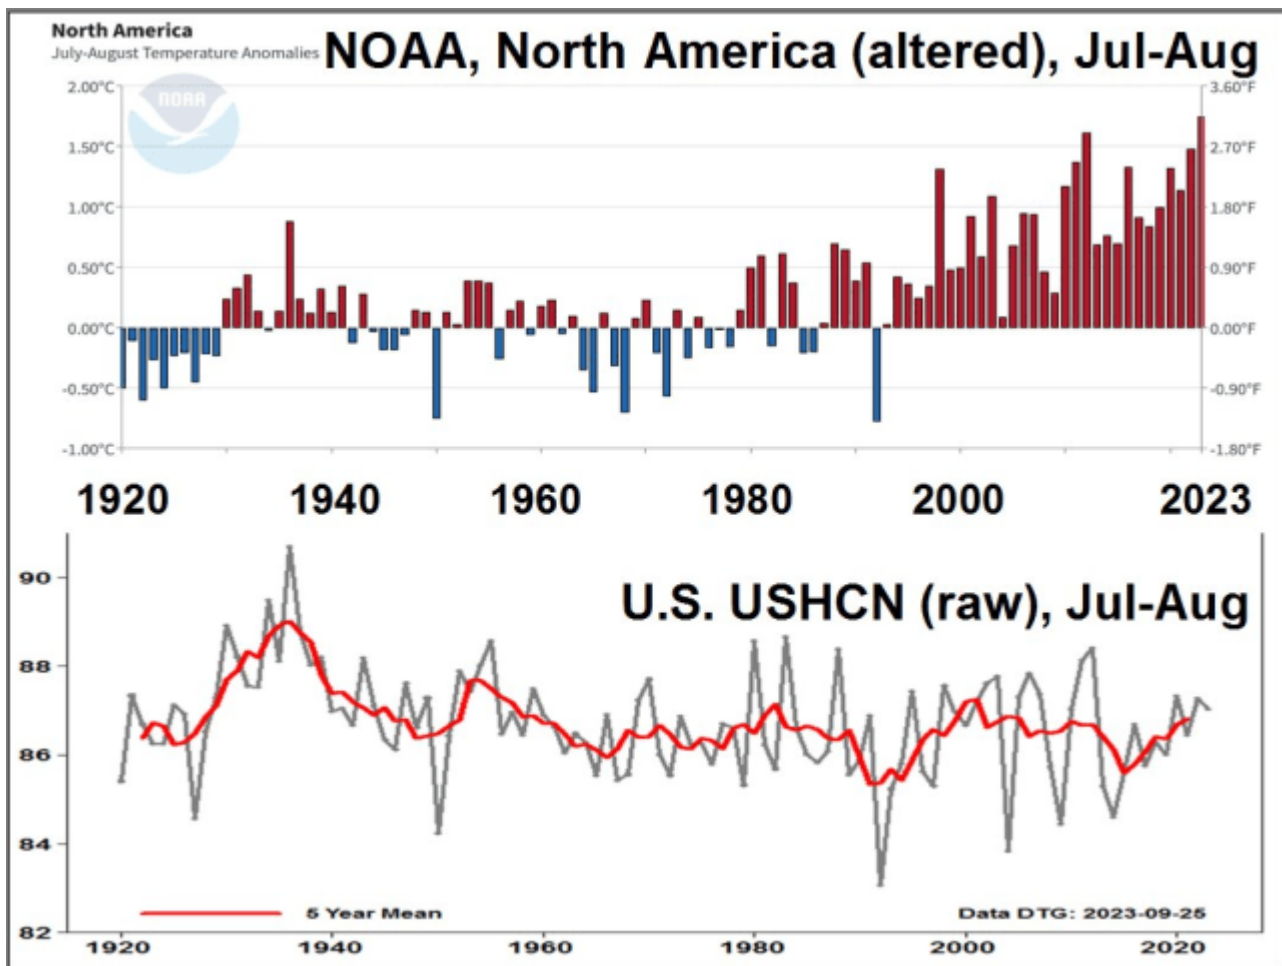 North America
July-August Temperature Anomalies
NOAA, North America (altered), Jul-Aug
NOAA
2.00°C 3.60°F
1.50°C 2.70°F
1.00°C 1.80°F
0.50°C 0.90°F
0.00°C 0.00°F
-0.50°C -0.90°F
-1.00°C -1.80°F
1920 1940 1960 1980 2000 2023
90
U.S. USHCN (raw), Jul-Aug
88
86
84
5 Year Mean Data DTG: 2023-09-25
82
1920 1940 1960 1980 2000 2020